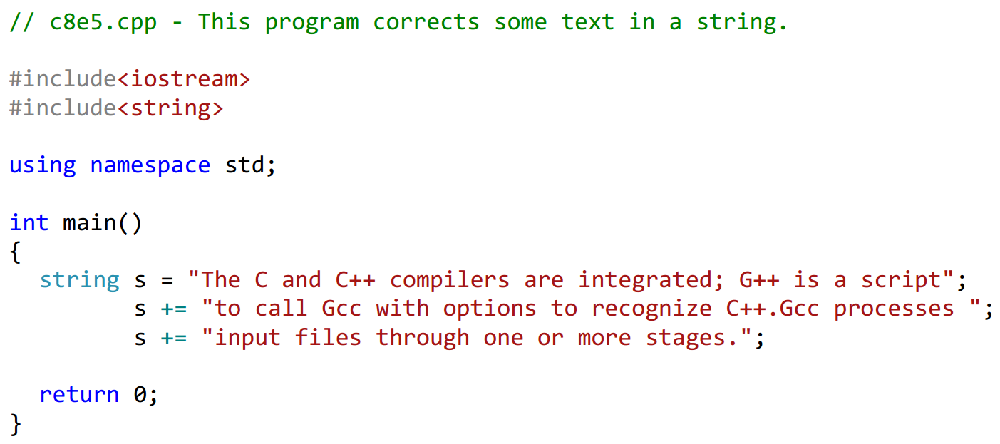 // c8e5.cpp - This program corrects some text in a string.
#include<iostream>
#include<string>
using namespace std;
int main()
{
string s = "The C and C++ compilers are integrated; G++ is a script";
s += "to call Gcc with options to recognize C++.Gcc processes ";
s += "input files through one or more stages.";
return 0;
}